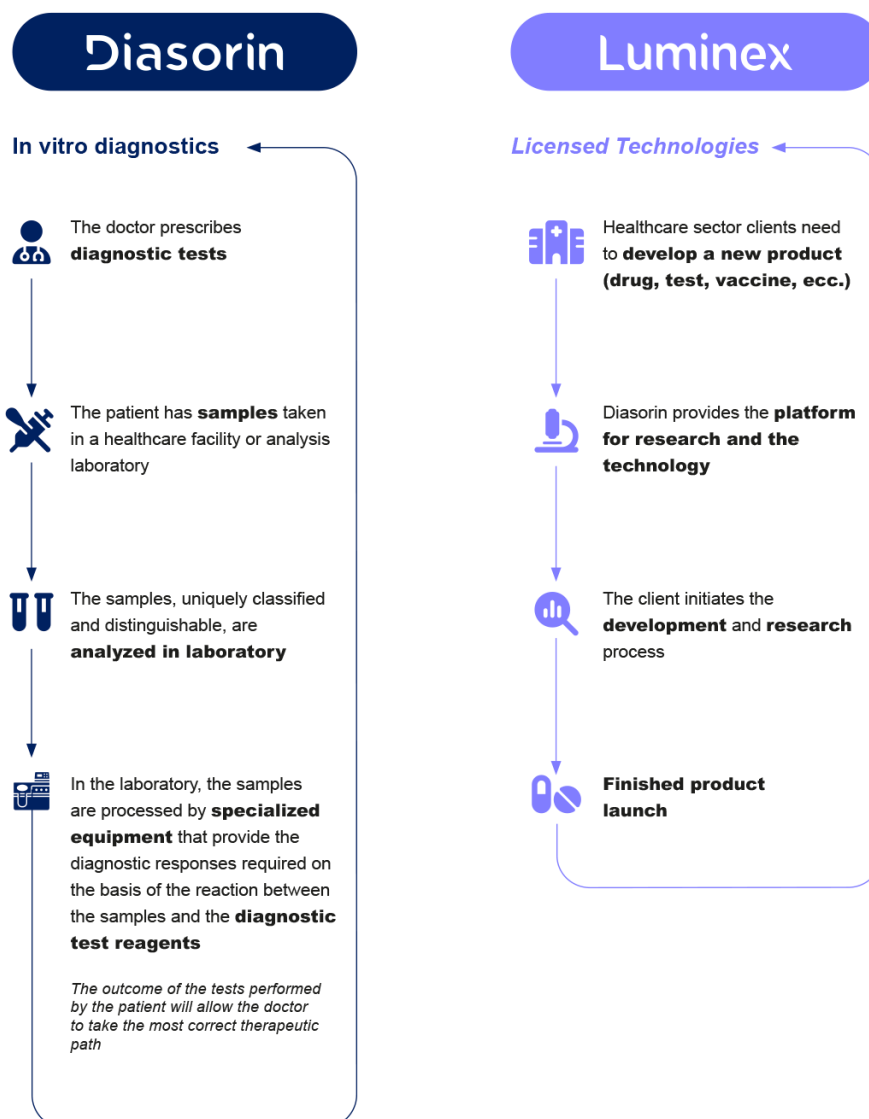 Diasorin
In vitro diagnostics
The doctor prescribes
diagnostic tests
The patient has samples taken
in a healthcare facility or analysis
laboratory
The samples, uniquely classified
and distinguishable, are
analyzed in laboratory
In the laboratory, the samples
are processed by specialized
equipment that provide the
diagnostic responses required on
the basis of the reaction between
the samples and the diagnostic
test reagents
The outcome of the tests performed
by the patient will allow the doctor
to take the most correct therapeutic
path
Luminex
Licensed Technologies
Healthcare sector clients need
to develop a new product
(drug, test, vaccine, ecc.)
Diasorin provides the platform
for research and the
technology
The client initiates the
development and research
process
Finished product
launch